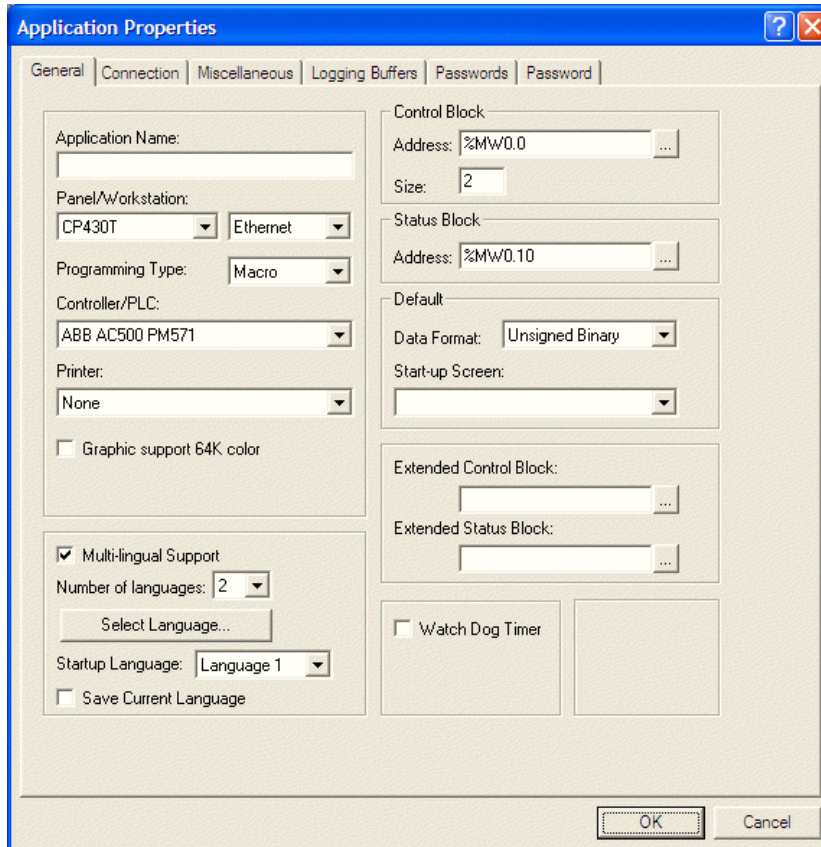 Application Properties
General Connection Miscellaneous Logging Buffers Passwords Password
Application Name:
Panel/Workstation:
CP430T Ethernet
Programming Type: Macro
Controller/PLC:
ABB AC500 PM571
Printer:
None
Graphic support 64K color
Multi-lingual Support
Number of languages: 2
Select Language...
Startup Language: Language 1
Save Current Language
Control Block
Address: %MW0.0 ...
Size: 2
Status Block
Address: %MW0.10 ...
Default
Data Format: Unsigned Binary
Start-up Screen:
Extended Control Block:
...
Extended Status Block:
...
Watch Dog Timer
OK Cancel